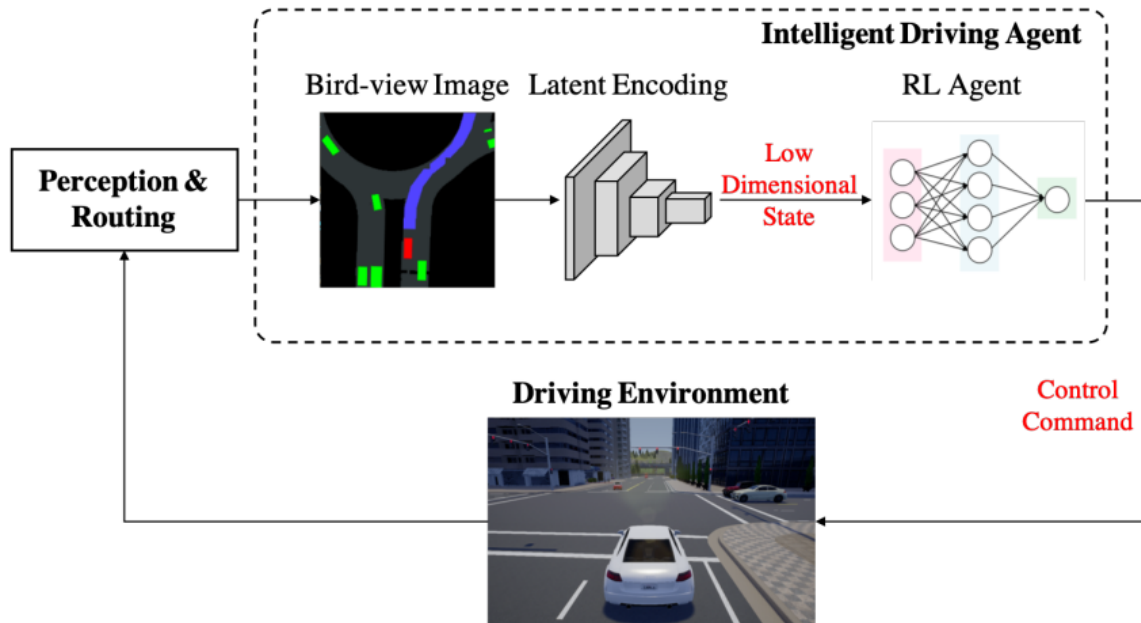 Intelligent Driving Agent
Bird-view Image
Latent Encoding
RL Agent
Perception &
Routing
Low
Dimensional
State
Driving Environment
Control
Command